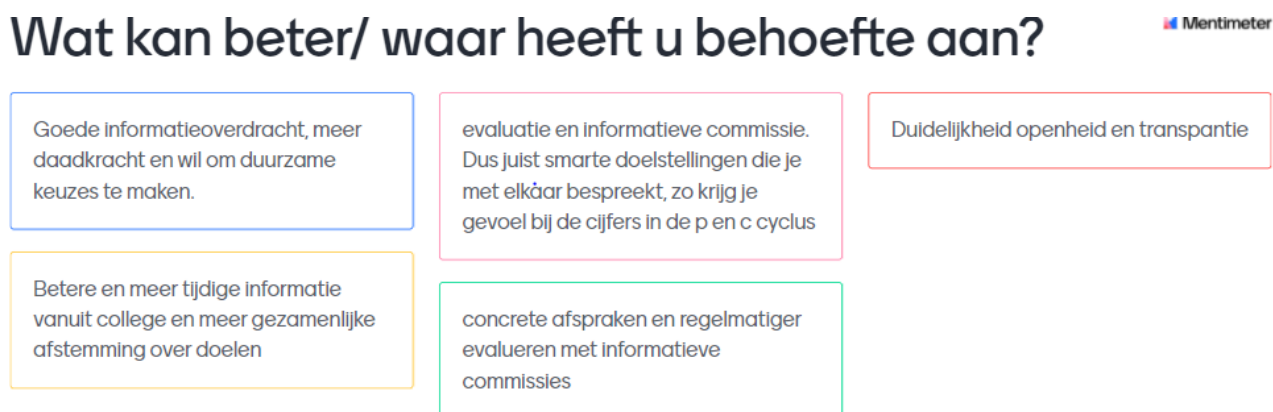 Wat kan beter/ waar heeft u behoefte aan?
Mentimeter
Goede informatieoverdracht, meer
daadkracht en wil om duurzame
keuzes te maken.
Betere en meer tijdige informatie
vanuit college en meer gezamenlijke
afstemming over doelen
evaluatie en informatieve commissie.
Dus juist smarte doelstellingen die je
met elkaar bespreekt, zo krijg je
gevoel bij de cijfers in de p en c cyclus
concrete afspraken en regelmatiger
evalueren met informatieve
commissies
Duidelijkheid openheid en transpantie